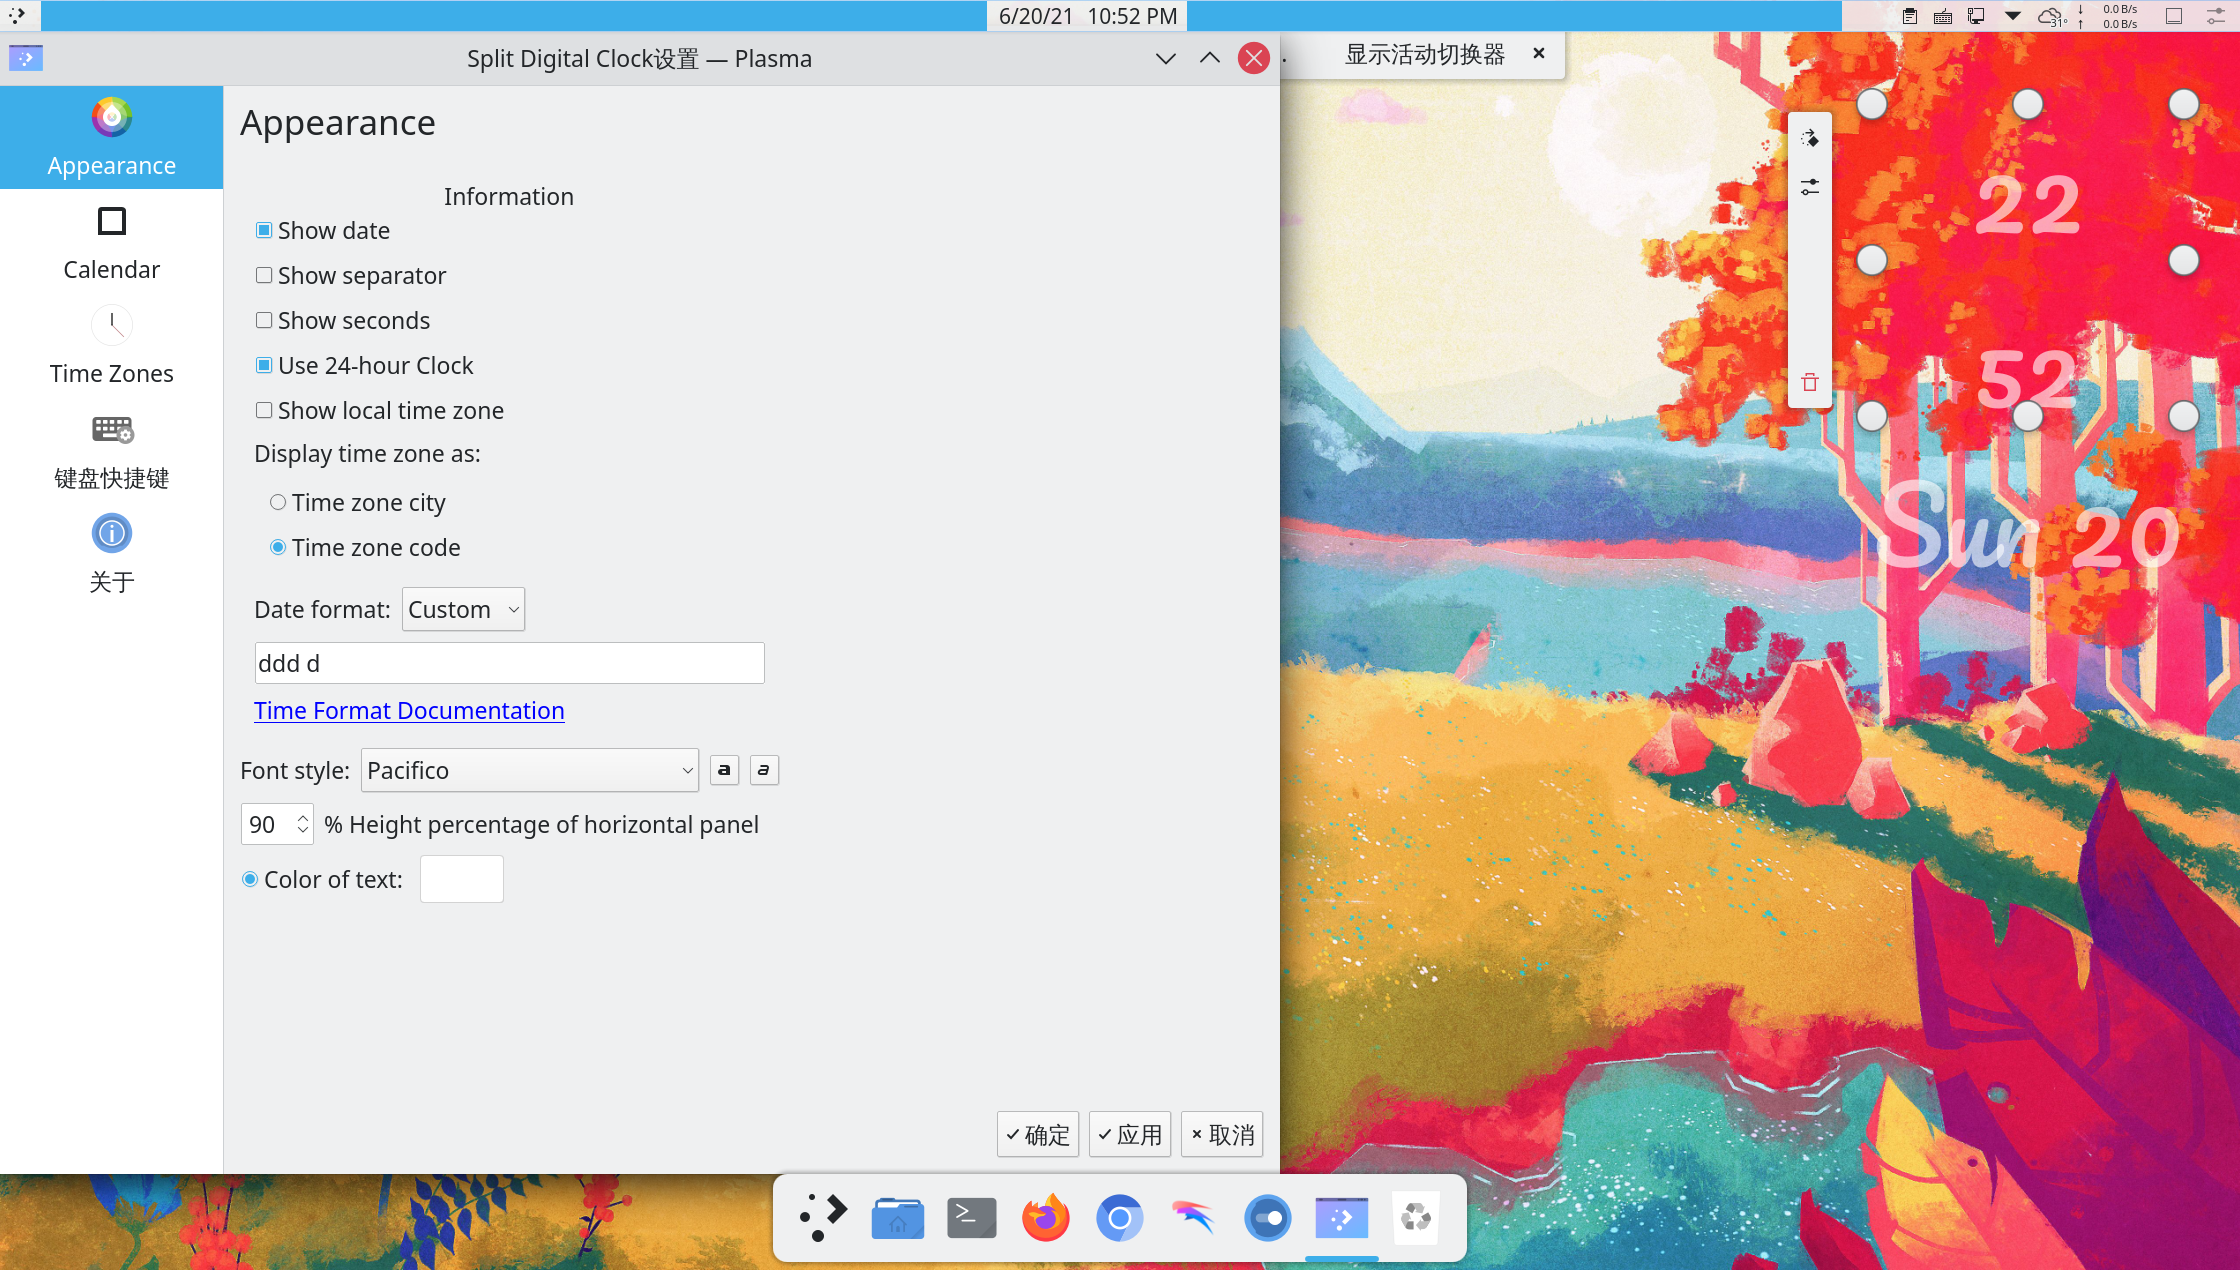 6/20/21 10:52 PM
31°
0.0 B/s
0.0 B/s
Split Digital Clock设置 — Plasma
显示活动切换器
Appearance
Calendar
Time Zones
键盘快捷键
关于
Appearance
Information
Show date
Show separator
Show seconds
Use 24-hour Clock
Show local time zone
Display time zone as:
Time zone city
Time zone code
Date format: Custom
ddd d
Time Format Documentation
Font style: Pacifico a a
90 % Height percentage of horizontal panel
Color of text:
确定 应用 取消
22
52
Sun 20